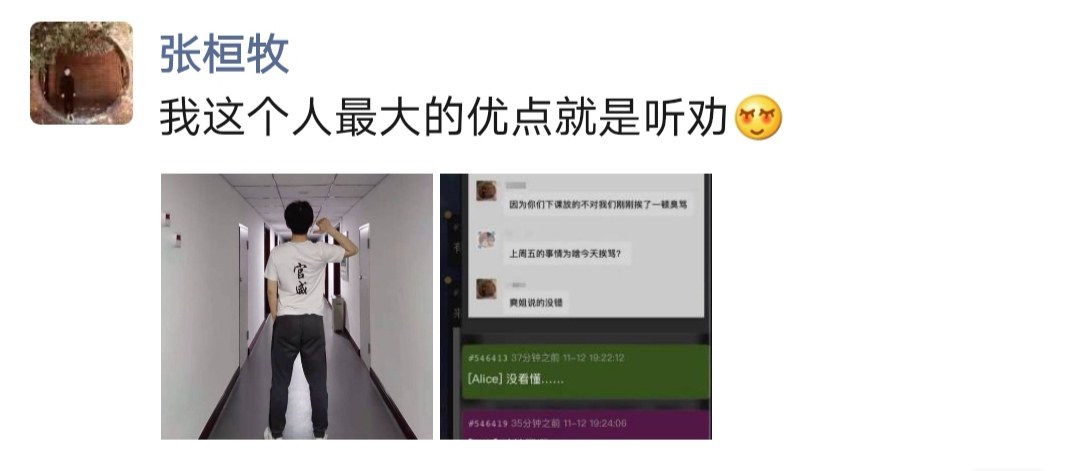 张桓牧
我这个人最大的优点就是听劝
官威
因为你们下课放的不对我们刚刚挨了一顿臭骂
上周五的事情为啥今天挨骂?
爽姐说的没错
#546413 37分钟之前 11-12 19:22:12
[Alice] 没看懂……
#546419 35分钟之前 11-12 19:24:06